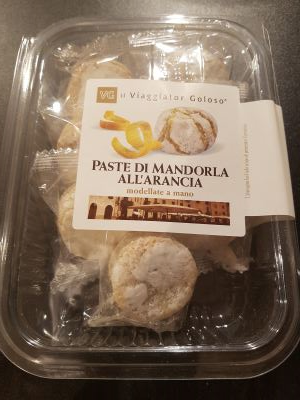 VG il Viaggiator Goloso®
PASTE DI MANDORLA
ALL'ARANCIA
modellate a mano